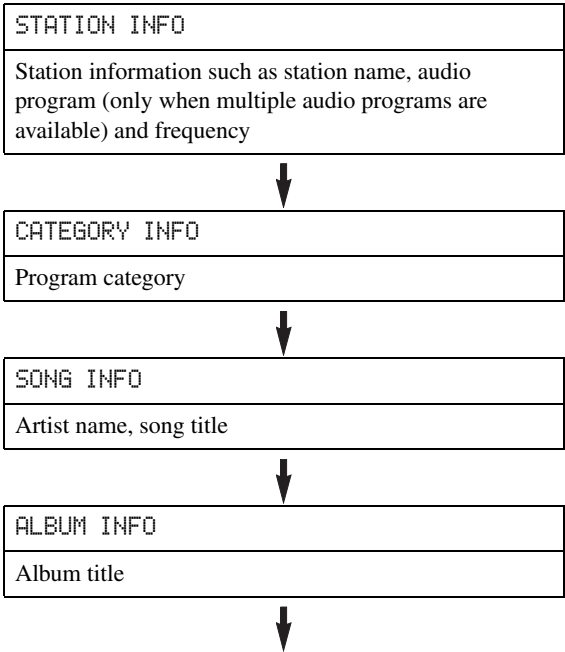 STATION INFO
Station information such as station name, audio
program (only when multiple audio programs are
available) and frequency
CATEGORY INFO
Program category
SONG INFO
Artist name, song title
ALBUM INFO
Album title